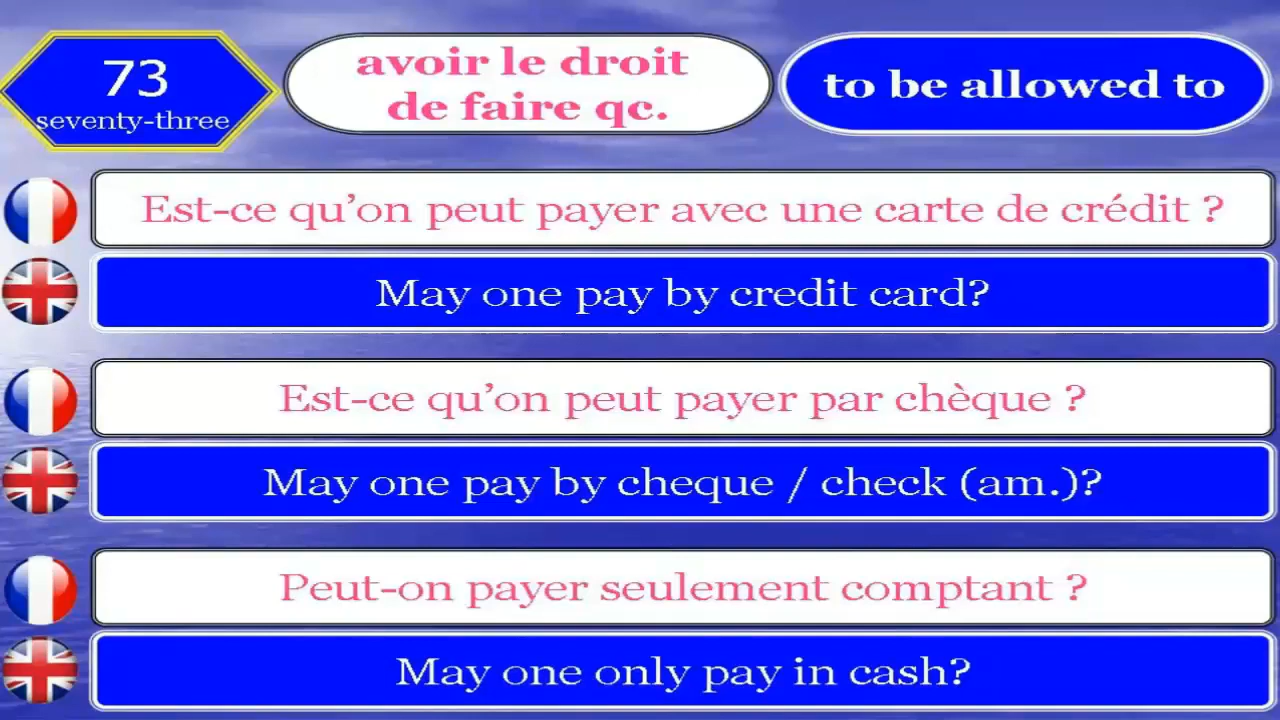 73
seventy-three
avoir le droit
de faire qc.
to be allowed to
Est-ce qu’on peut payer avec une carte de crédit ?
May one pay by credit card?
Est-ce qu’on peut payer par chèque ?
May one pay by cheque / check (am.)?
Peut-on payer seulement comptant ?
May one only pay in cash?